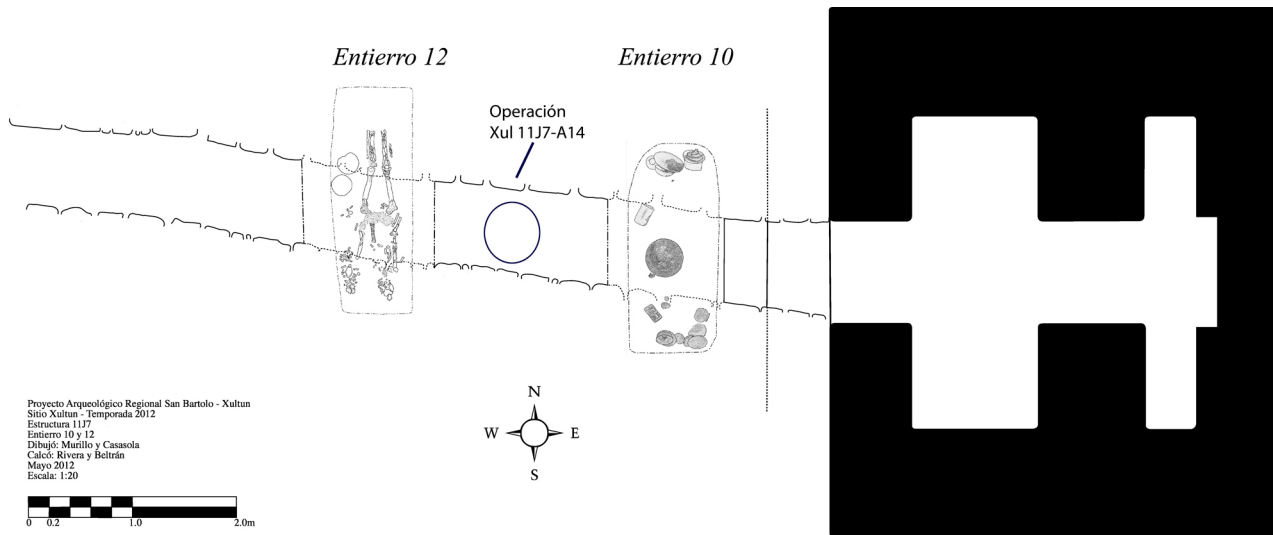 Entierro 12
Entierro 10
Operación
Xul 11J7-A14
N
W E
S
Proyecto Arqueológico Regional San Bartolo - Xultun
Sitio Xultun - Temporada 2012
Estructura 11J7
Entierro 10 y 12
Dibujó: Murillo y Casasola
Calcó: Rivera y Beltrán
Mayo 2012
Escala: 1:20
0 0.2 1.0 2.0m